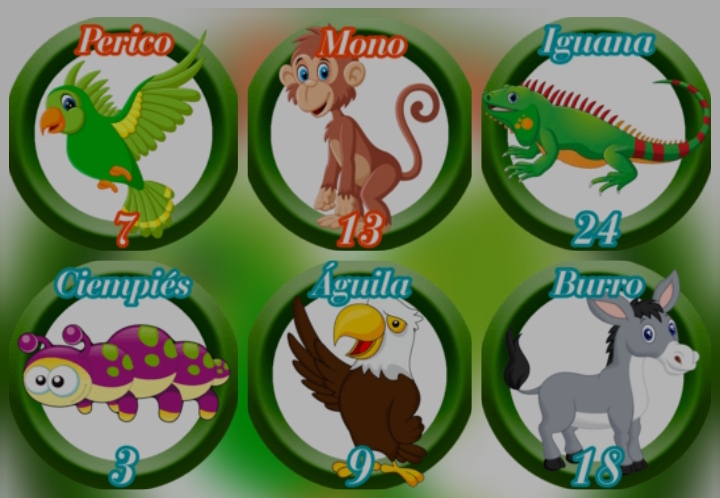 Perico
7
Mono
13
Iguana
24
Ciempiés
3
Águila
9
Burro
18